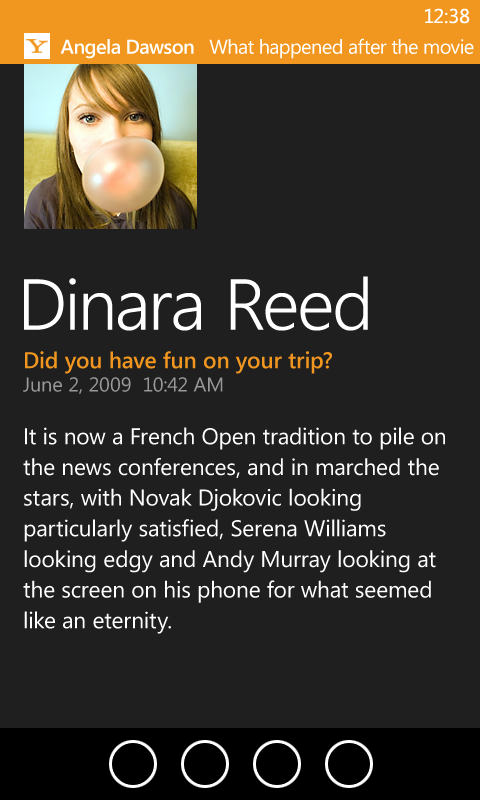 12:38
Y Angela Dawson What happened after the movie
Dinara Reed
Did you have fun on your trip?
June 2, 2009 10:42 AM
It is now a French Open tradition to pile on
the news conferences, and in marched the
stars, with Novak Djokovic looking
particularly satisfied, Serena Williams
looking edgy and Andy Murray looking at
the screen on his phone for what seemed
like an eternity.